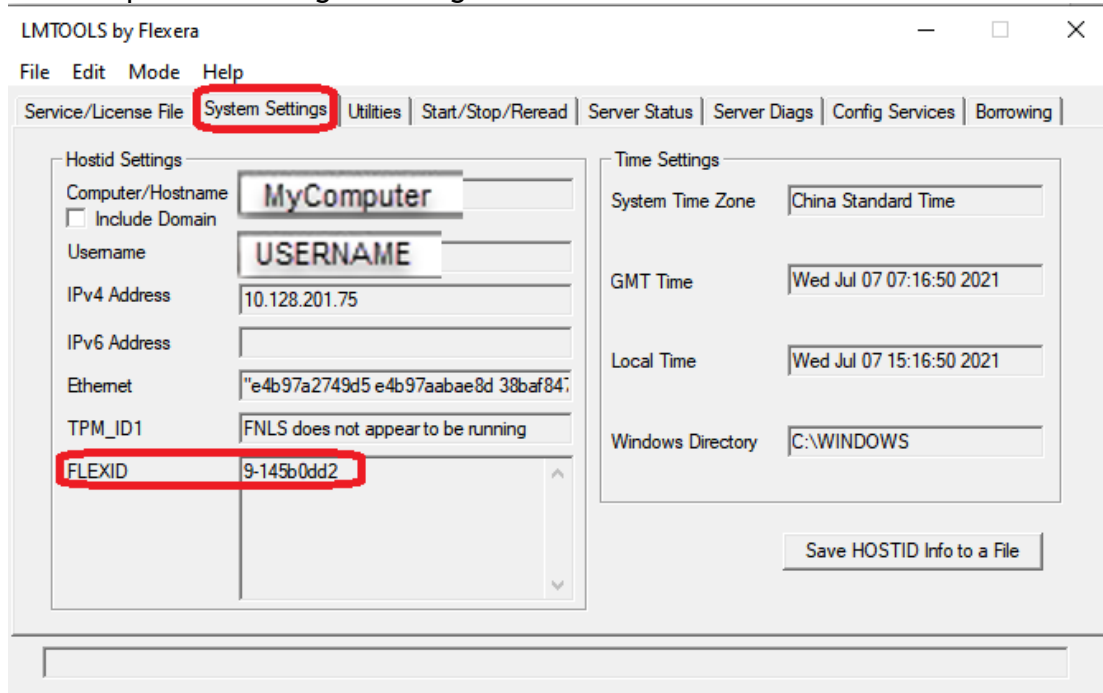 LMTOOLS by Flexera
File Edit Mode Help
Service/License File System Settings Utilities Start/Stop/Reread Server Status Server Diags Config Services Borrowing
Hostid Settings
Computer/Hostname MyComputer
Include Domain
Username USERNAME
IPv4 Address 10.128.201.75
IPv6 Address
Ethernet "e4b97a2749d5 e4b97aabae8d 38baf847
TPM_ID1 FNLS does not appear to be running
FLEXID 9-145b0dd2
Time Settings
System Time Zone China Standard Time
GMT Time Wed Jul 07 07:16:50 2021
Local Time Wed Jul 07 15:16:50 2021
Windows Directory C:\WINDOWS
Save HOSTID Info to a File